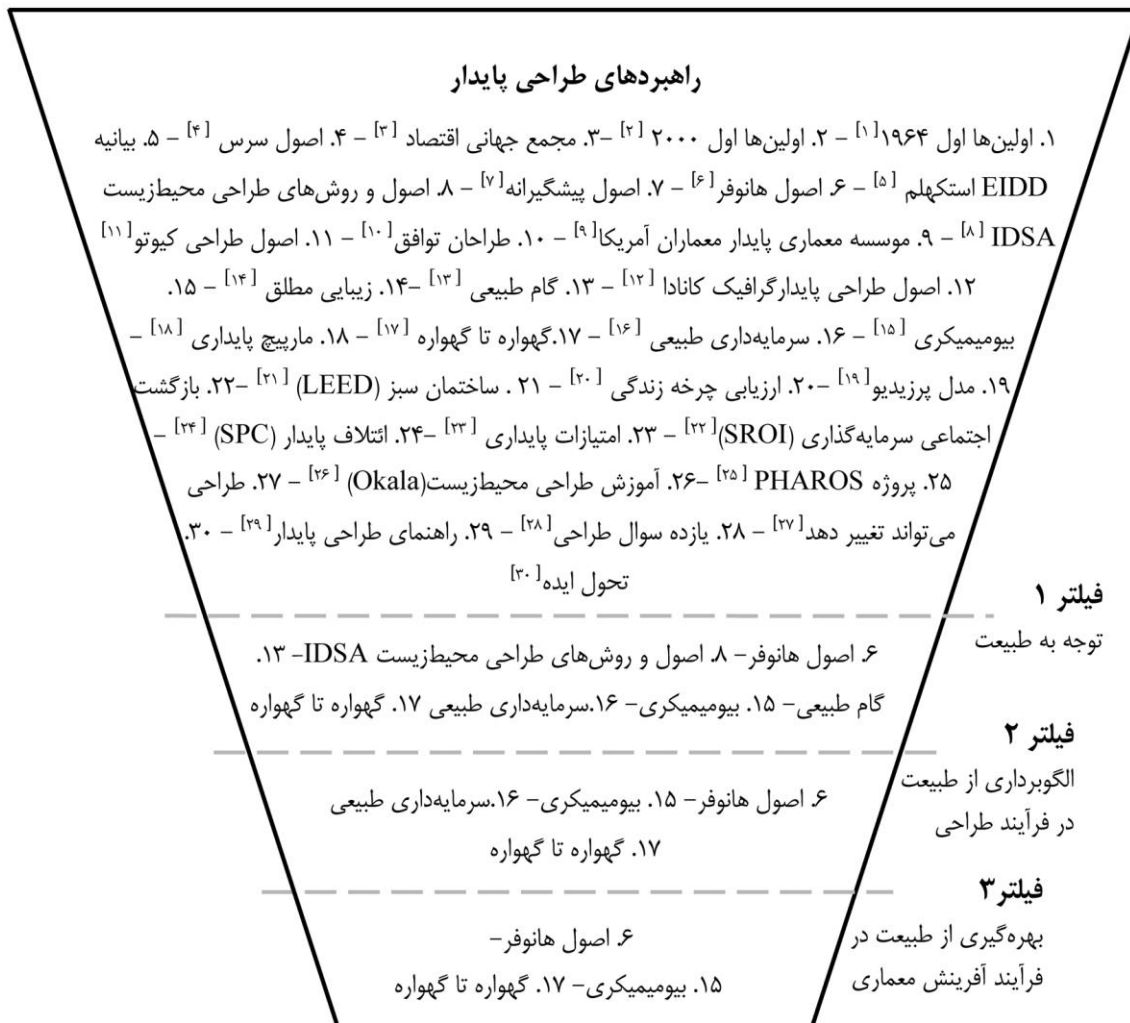 راهبردهای طراحی پایدار
۱. اولین‌ها اول ۱۹۶۴[۱] – ۲. اولین‌ها اول ۲۰۰۰ [۲] –۳. مجمع جهانی اقتصاد [۳] – ۴. اصول سرس [۴] – ۵. بیانیه
EIDD استکهلم [۵] – ۶. اصول هانوفر[۶] – ۷. اصول پیشگیرانه[۷] – ۸. اصول و روش‌های طراحی محیط‌زیست
IDSA [۸] – ۹. موسسه معماری پایدار معماران آمریکا[۹] – ۱۰. طراحان توافق[۱۰] – ۱۱. اصول طراحی کیوتو[۱۱]
۱۲. اصول طراحی پایدارگرافیک کانادا [۱۲] – ۱۳. گام طبیعی [۱۳] –۱۴. زیبایی مطلق [۱۴] – ۱۵.
بیومیمیکری [۱۵] – ۱۶. سرمایه‌داری طبیعی [۱۶] – ۱۷.گهواره تا گهواره [۱۷] – ۱۸. مارپیچ پایداری [۱۸] –
۱۹. مدل پرزیدیو[۱۹] –۲۰. ارزیابی چرخه زندگی [۲۰] – ۲۱ . ساختمان سبز (LEED) [۲۱] –۲۲. بازگشت
اجتماعی سرمایه‌گذاری (SROI)[۲۲] – ۲۳. امتیازات پایداری [۲۳] –۲۴. ائتلاف پایدار (SPC) [۲۴] –
۲۵. پروژه PHAROS [۲۵] –۲۶. آموزش طراحی محیط‌زیست(Okala) [۲۶] – ۲۷. طراحی
می‌تواند تغییر دهد[۲۷] – ۲۸. یازده سوال طراحی[۲۸] – ۲۹. راهنمای طراحی پایدار[۲۹] – ۳۰.
تحول ایده[۳۰]
فیلتر ۱
توجه به طبیعت
۶. اصول هانوفر– ۸. اصول و روش‌های طراحی محیط‌زیست IDSA– ۱۳.
گام طبیعی– ۱۵. بیومیمیکری– ۱۶.سرمایه‌داری طبیعی ۱۷. گهواره تا گهواره
فیلتر ۲
الگوبرداری از طبیعت
در فرآیند طراحی
۶. اصول هانوفر– ۱۵. بیومیمیکری– ۱۶.سرمایه‌داری طبیعی
۱۷. گهواره تا گهواره
فیلتر۳
بهره‌گیری از طبیعت در
فرآیند آفرینش معماری
۶. اصول هانوفر–
۱۵. بیومیمیکری– ۱۷. گهواره تا گهواره